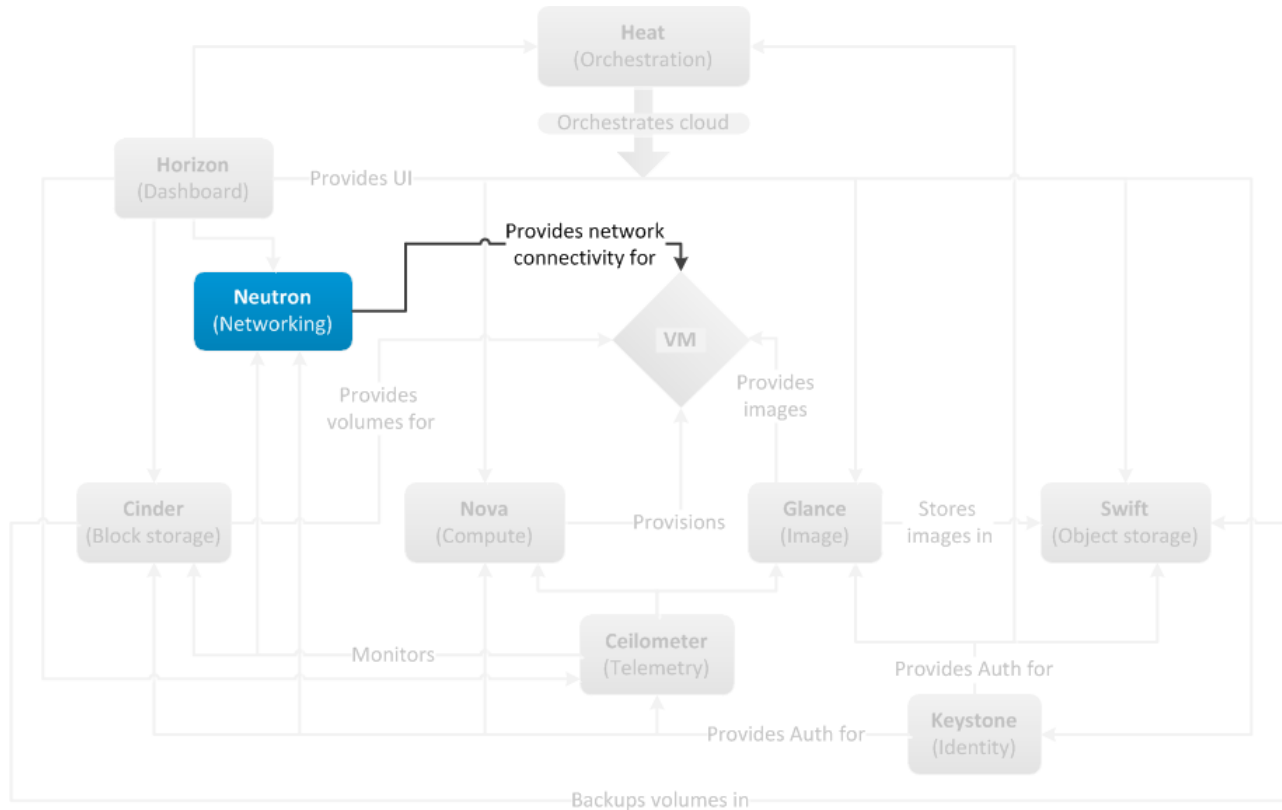 Heat
(Orchestration)
Orchestrates cloud
Horizon
(Dashboard)
Provides UI
Provides network
connectivity for
Neutron
(Networking)
VM
Provides
volumes for
Provides
images
Cinder
(Block storage)
Nova
(Compute)
Provisions
Glance
(Image)
Stores
images in
Swift
(Object storage)
Ceilometer
(Telemetry)
Monitors
Provides Auth for
Keystone
(Identity)
Provides Auth for
Backups volumes in